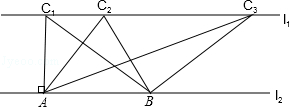 C₁ C₂ C₃
l₁
A B l₂